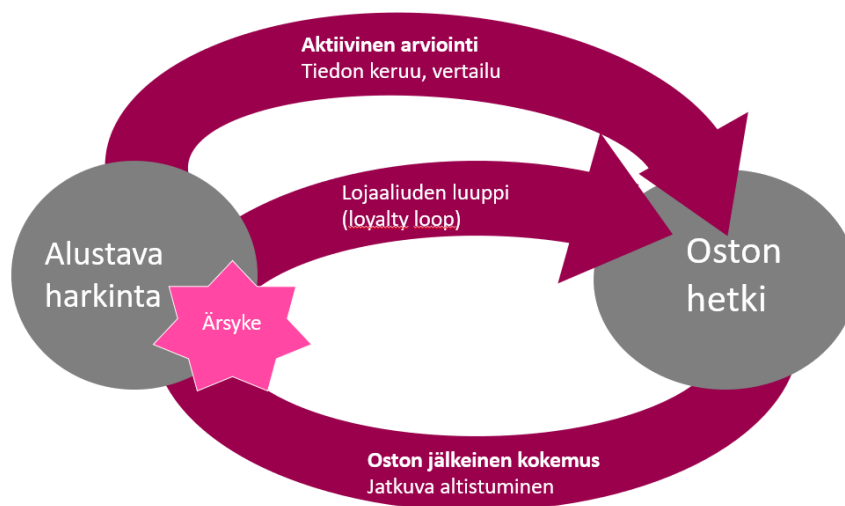 Aktiivinen arviointi
Tiedon keruu, vertailu
Lojaaliuden luuppi
(loyalty loop)
Alustava
harkinta
Oston
hetki
Ärsyke
Oston jälkeinen kokemus
Jatkuva altistuminen